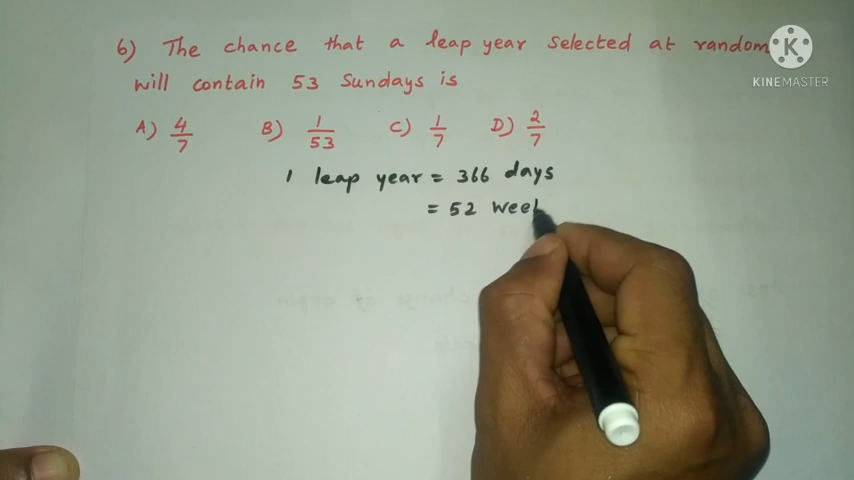 6) The chance that a leap year selected at random
will contain 53 Sundays is
A) 4/7 B) 1/53 C) 1/7 D) 2/7
1 leap year = 366 days
= 52 week
KINEMASTER